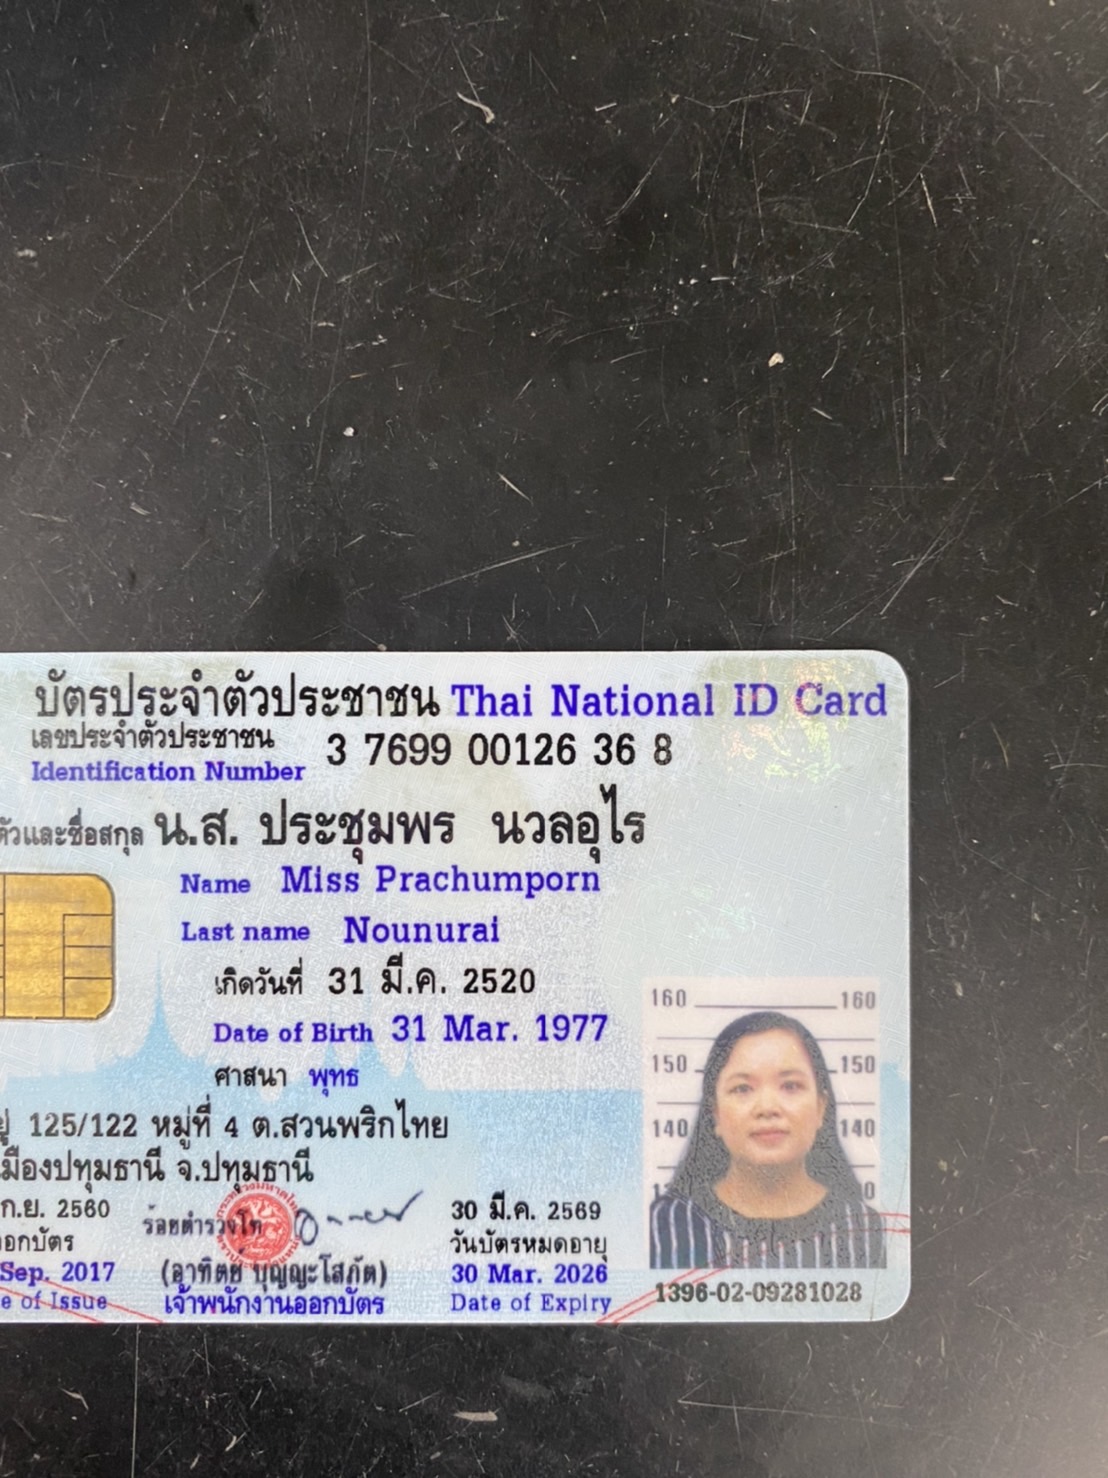 บัตรประจำตัวประชาชน Thai National ID Card
เลขประจำตัวประชาชน 3 7699 00126 36 8
Identification Number
ตัวและชื่อสกุล น.ส. ประชุมพร นวลอุไร
Name Miss Prachumporn
Last name Nounurai
เกิดวันที่ 31 มี.ค. 2520
Date of Birth 31 Mar. 1977
ศาสนา พุทธ
ยู่ 125/122 หมู่ที่ 4 ต.สวนพริกไทย
มืองปทุมธานี จ.ปทุมธานี
160 160
150 150
140 140
ก.ย. 2560 ร้อยตำรวจโท 30 มี.ค. 2569
ออกบัตร วันบัตรหมดอายุ
Sep. 2017 (อาทิตย์ บุญญะโสภัต) 30 Mar. 2026
e of Issue เจ้าพนักงานออกบัตร Date of Expiry
1396-02-09281028